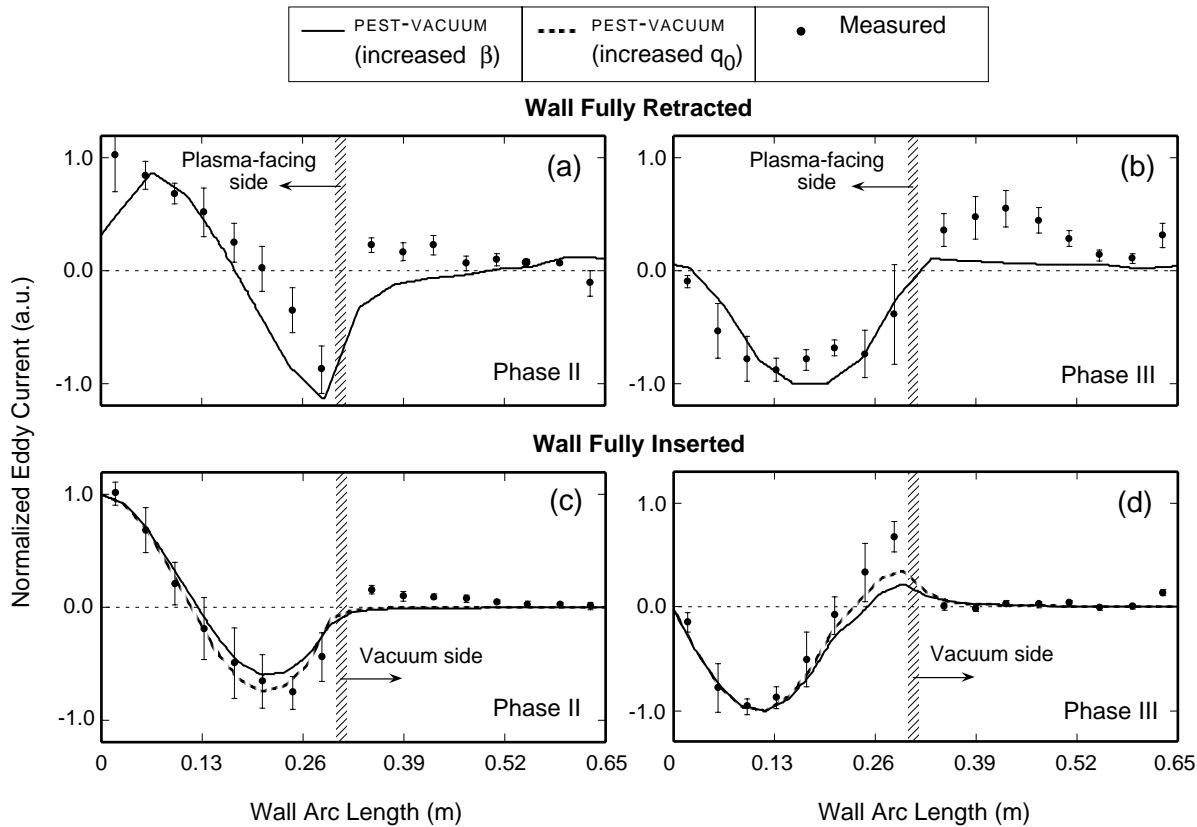 PEST-VACUUM
(increased β)
PEST-VACUUM
(increased q0)
Measured
Wall Fully Retracted
1.0
0.0
-1.0
Plasma-facing
side
(a)
Phase II
1.0
0.0
-1.0
Plasma-facing
side
(b)
Phase III
Wall Fully Inserted
1.0
0.0
-1.0
(c)
Vacuum side
Phase II
0
0.13
0.26
0.39
0.52
0.65
1.0
0.0
-1.0
(d)
Vacuum side
Phase III
0
0.13
0.26
0.39
0.52
0.65
Normalized Eddy Current (a.u.)
Wall Arc Length (m)
Wall Arc Length (m)